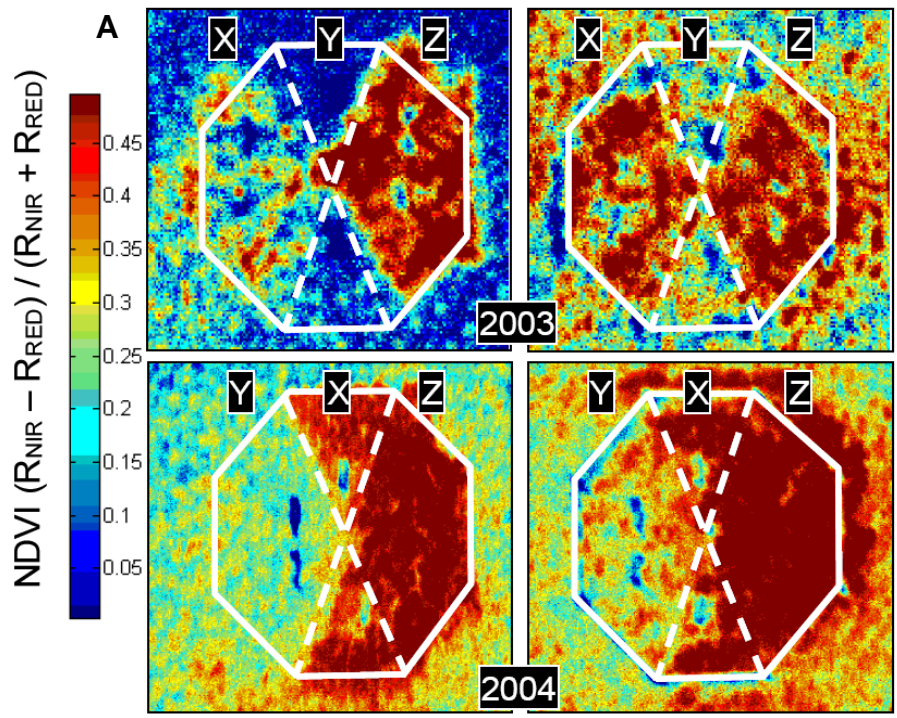 A
X Y Z
X Y Z
NDVI (RNIR – RRED) / (RNIR + RRED)
0.45
0.4
0.35
0.3
0.25
0.2
0.15
0.1
0.05
2003
Y X Z
Y X Z
2004